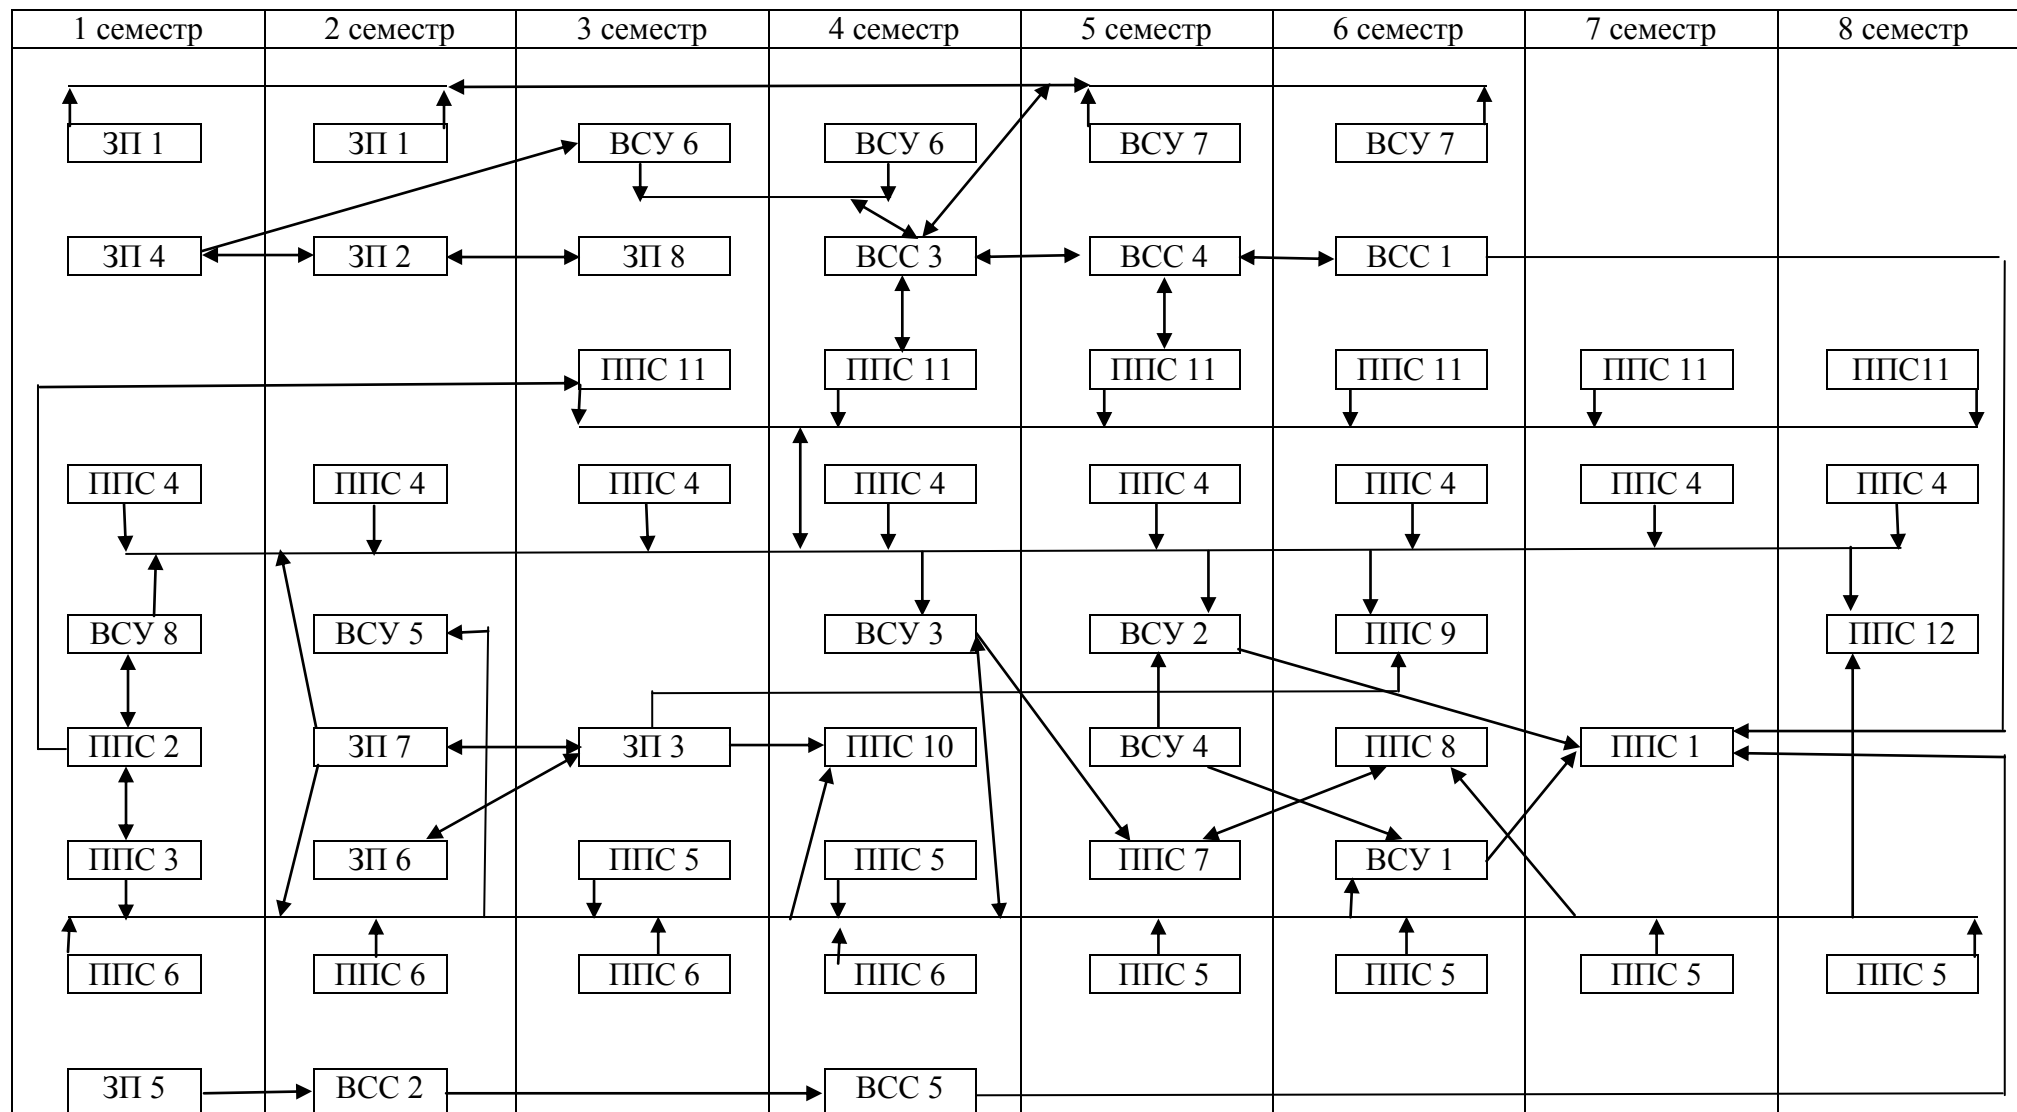 1 семестр 2 семестр 3 семестр 4 семестр 5 семестр 6 семестр 7 семестр 8 семестр
ЗП 1 ЗП 1 ВСУ 6 ВСУ 6 ВСУ 7 ВСУ 7
ЗП 4 ЗП 2 ЗП 8 ВСС 3 ВСС 4 ВСС 1
ППС 11 ППС 11 ППС 11 ППС 11 ППС 11 ППС11
ППС 4 ППС 4 ППС 4 ППС 4 ППС 4 ППС 4 ППС 4 ППС 4
ВСУ 8 ВСУ 5 ВСУ 3 ВСУ 2 ППС 9 ППС 12
ППС 2 ЗП 7 ЗП 3 ППС 10 ВСУ 4 ППС 8 ППС 1
ППС 3 ЗП 6 ППС 5 ППС 5 ППС 7 ВСУ 1
ППС 6 ППС 6 ППС 6 ППС 6 ППС 5 ППС 5 ППС 5 ППС 5
ЗП 5 ВСС 2 ВСС 5